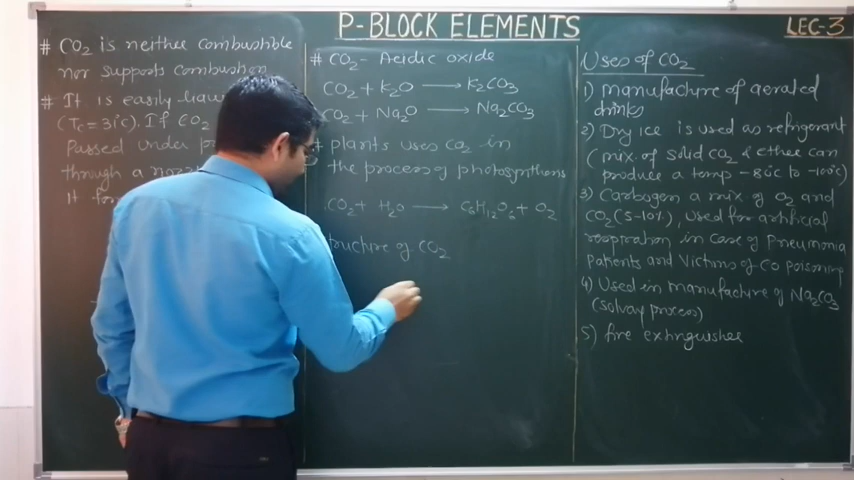 P-BLOCK ELEMENTS
LEC-3
# CO2 is neither combustible
nor supports combustion
# It is easily
(Tc=31°C). If CO2
Passed under
through a
It
# CO2- Acidic oxide
CO2 + K2O → K2CO3
CO2 + Na2O → Na2CO3
# plants uses CO2 in
the process of photosynthesis
CO2 + H2O → C6H12O6 + O2
tructure of CO2
Uses of CO2
1) manufacture of aerated
drinks
2) Dry ice is used as refrigerant
(mix. of solid CO2 & ether can
produce a temp -80°C to -100°C)
3) Carbogen a mix of O2 and
CO2 (5-10%), used for artificial
respiration in case of Pneumonia
Patients and Victims of CO poisoning
4) Used in manufacture of Na2CO3
(solvay process)
5) fire extinguisher